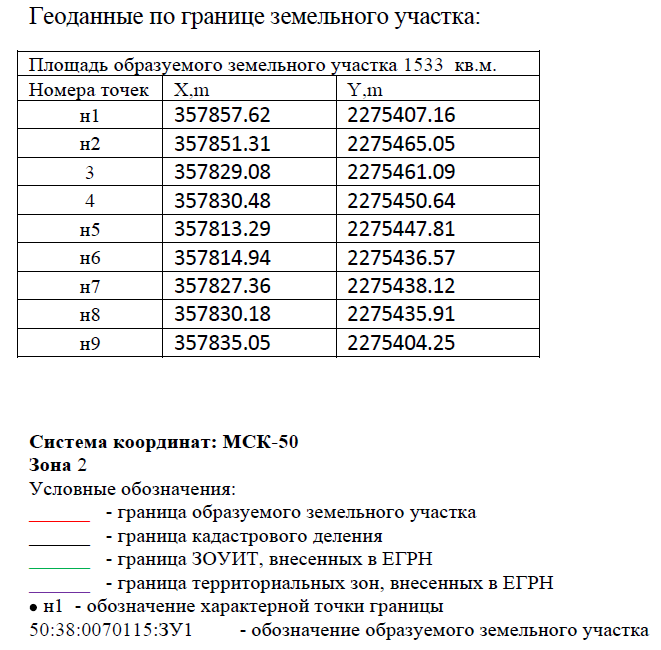 Геоданные по границе земельного участка:
Площадь образуемого земельного участка 1533 кв.м.
Номера точек X,m Y,m
н1 357857.62 2275407.16
н2 357851.31 2275465.05
3 357829.08 2275461.09
4 357830.48 2275450.64
н5 357813.29 2275447.81
н6 357814.94 2275436.57
н7 357827.36 2275438.12
н8 357830.18 2275435.91
н9 357835.05 2275404.25
Система координат: МСК-50
Зона 2
Условные обозначения:
- граница образуемого земельного участка
- граница кадастрового деления
- граница ЗОУИТ, внесенных в ЕГРН
- граница территориальных зон, внесенных в ЕГРН
● н1 - обозначение характерной точки границы
50:38:0070115:ЗУ1 - обозначение образуемого земельного участка